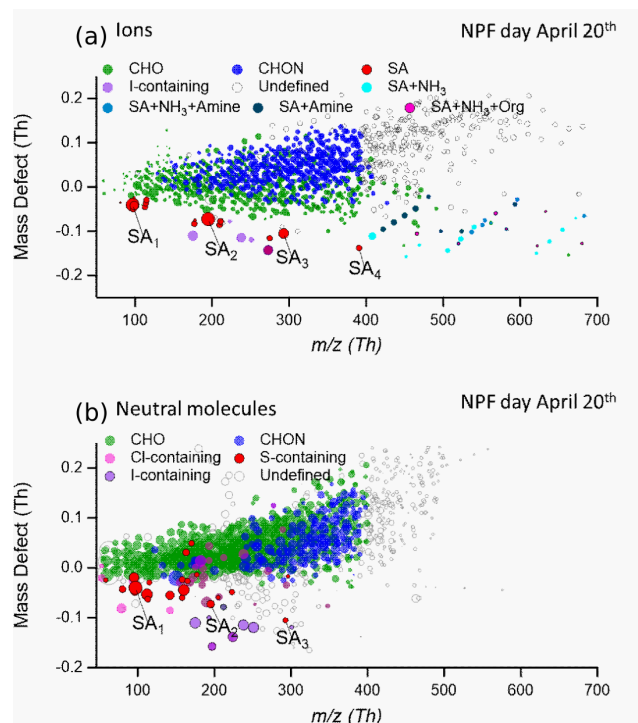 (a) Ions NPF day April 20th
CHO CHON SA
I-containing Undefined SA+NH3
SA+NH3+Amine SA+Amine SA+NH3+Org
0.2
0.1
0.0
-0.1
-0.2
Mass Defect (Th)
SA1
SA2
SA3
SA4
100 200 300 400 500 600 700
m/z (Th)
(b) Neutral molecules NPF day April 20th
CHO CHON
Cl-containing S-containing
I-containing Undefined
0.2
0.1
0.0
-0.1
-0.2
Mass Defect (Th)
SA1
SA2
SA3
100 200 300 400 500 600 700
m/z (Th)